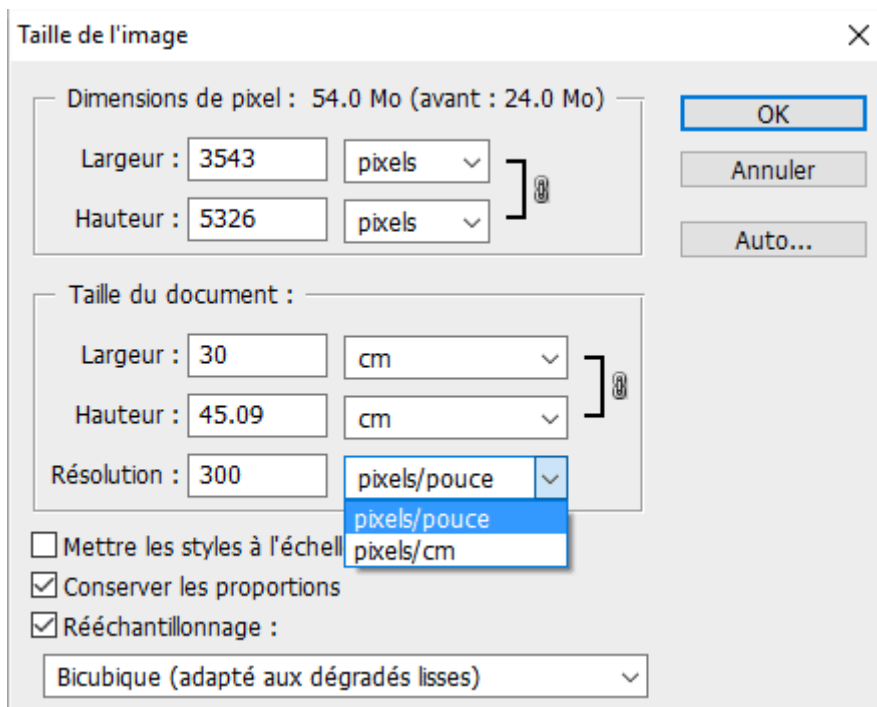 Taille de l'image
Dimensions de pixel : 54.0 Mo (avant : 24.0 Mo)
OK
Largeur : 3543 pixels
Annuler
Hauteur : 5326 pixels
Auto...
Taille du document :
Largeur : 30 cm
Hauteur : 45.09 cm
Résolution : 300 pixels/pouce
pixels/pouce
Mettre les styles à l'échell pixels/cm
Conserver les proportions
Rééchantillonnage :
Bicubique (adapté aux dégradés lisses)